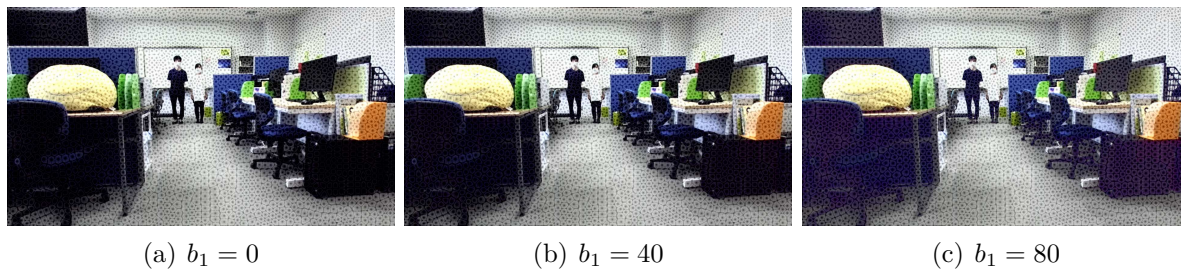 (a) b₁ = 0
(b) b₁ = 40
(c) b₁ = 80